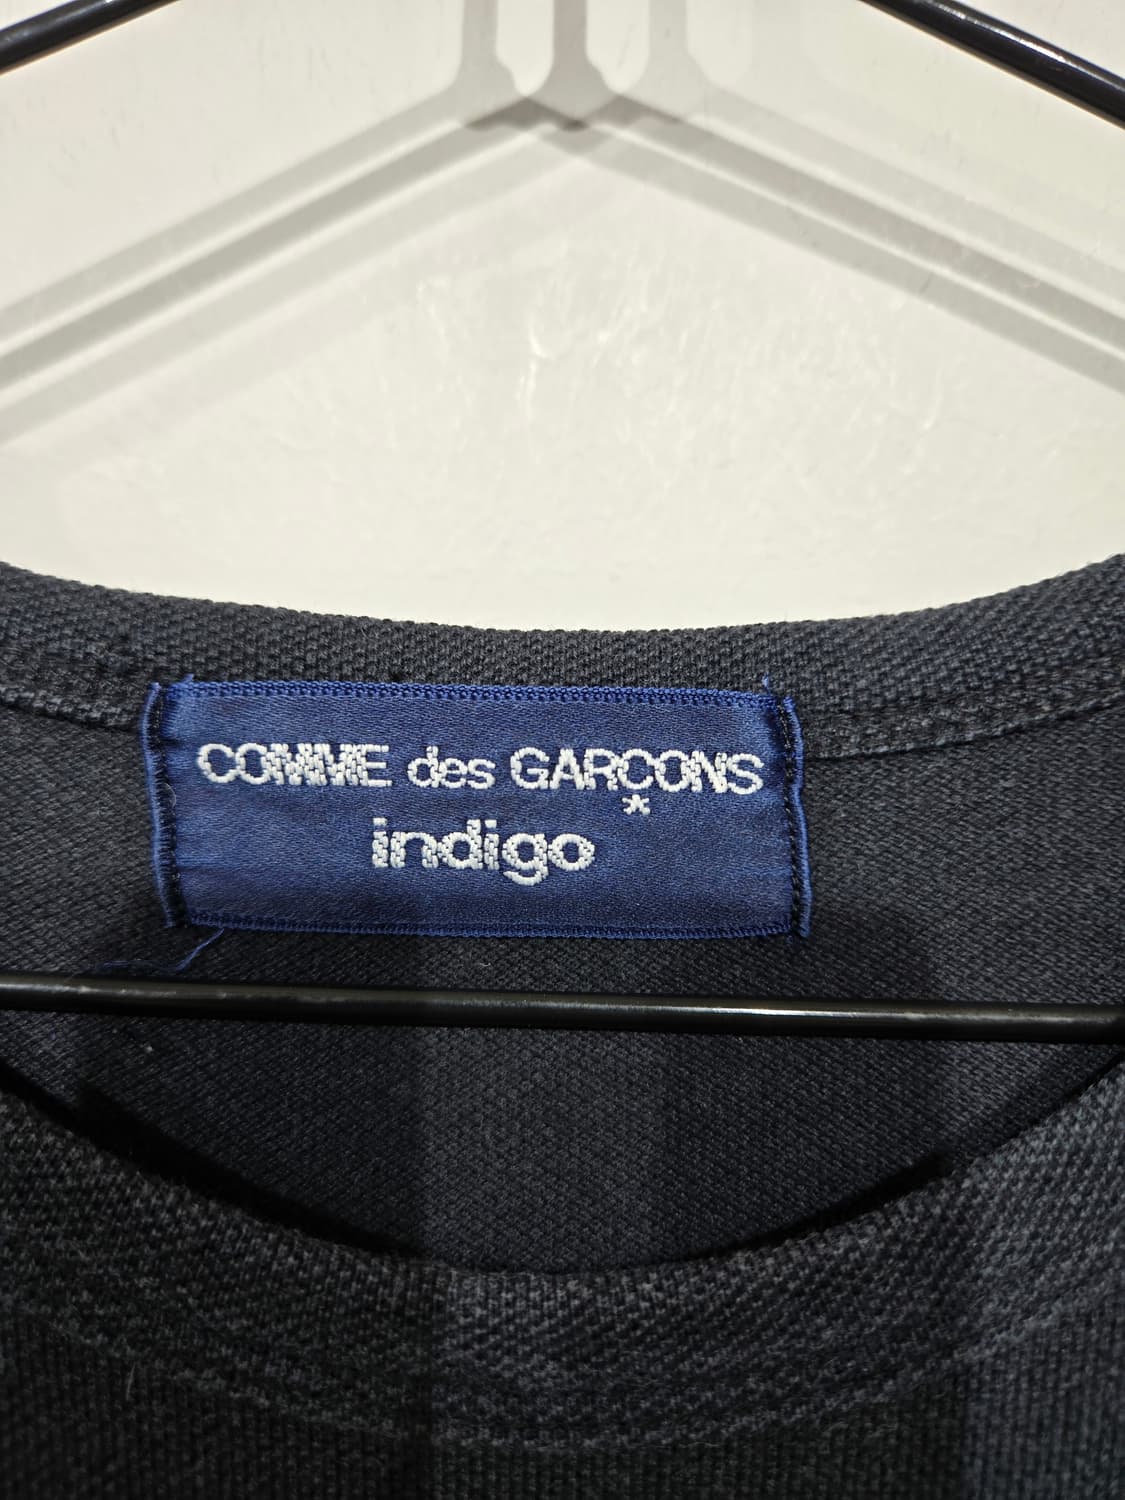 COMME des GARÇONS
*
indigo